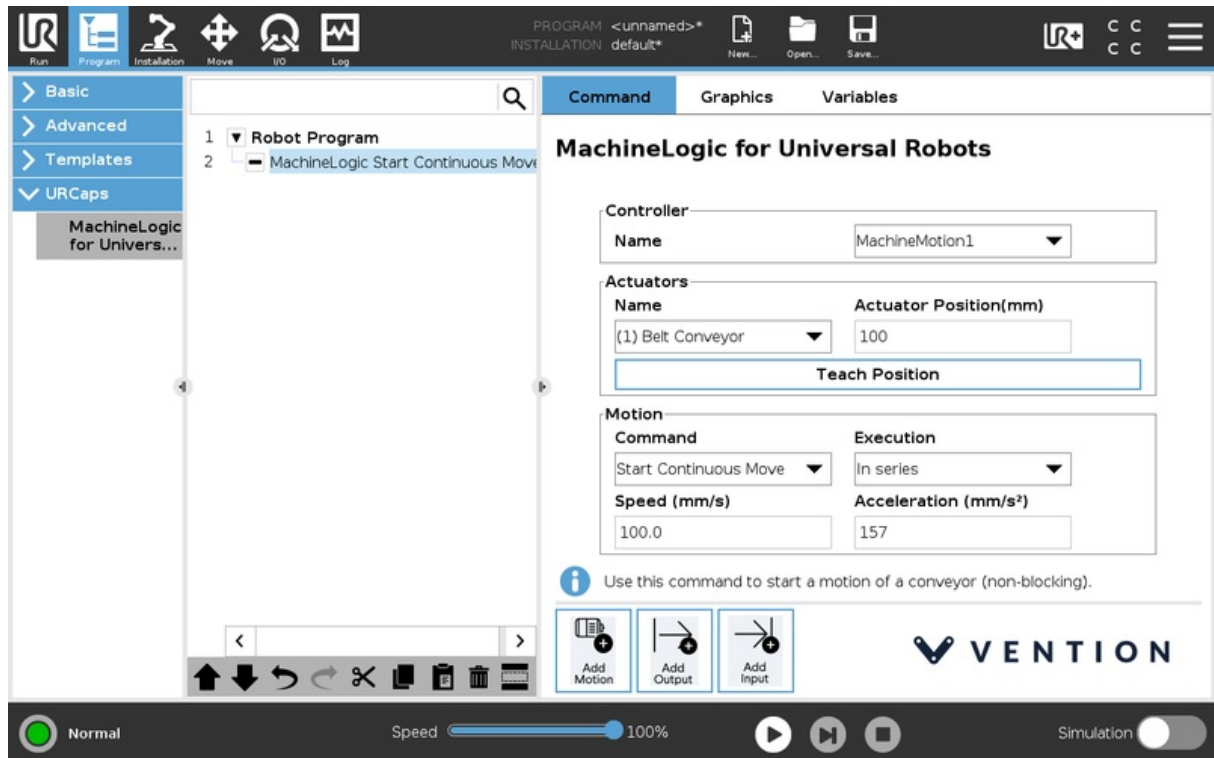 PROGRAM <unnamed>*
INSTALLATION default*
New...
Open...
Save...
UR
UR+
C C
C C
Run
Program
Installation
Move
I/O
Log
Basic
Advanced
Templates
URCaps
MachineLogic
for Univers...
1 Robot Program
2 MachineLogic Start Continuous Move
Command
Graphics
Variables
MachineLogic for Universal Robots
Controller
Name
MachineMotion1
Actuators
Name
Actuator Position(mm)
(1) Belt Conveyor
100
Teach Position
Motion
Command
Execution
Start Continuous Move
In series
Speed (mm/s)
Acceleration (mm/s²)
100.0
157
Use this command to start a motion of a conveyor (non-blocking).
Add
Motion
Add
Output
Add
Input
VENTION
Normal
Speed
100%
Simulation